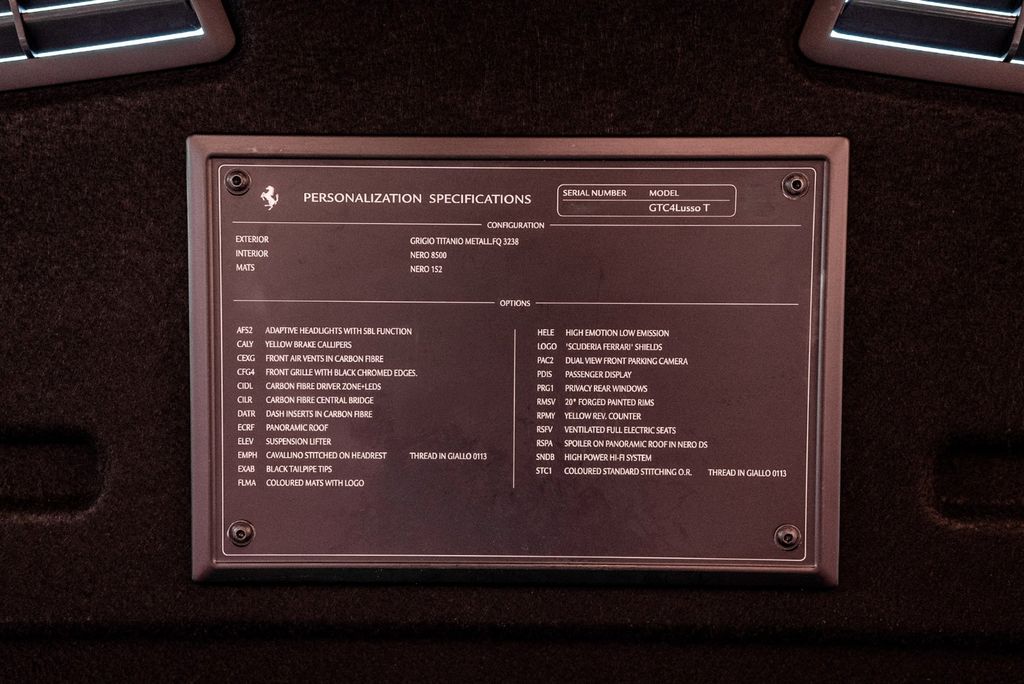 PERSONALIZATION SPECIFICATIONS
SERIAL NUMBER MODEL
GTC4Lusso T
CONFIGURATION
EXTERIOR GRIGIO TITANIO METALL.FQ 3238
INTERIOR NERO 8500
MATS NERO 152
OPTIONS
AFS2 ADAPTIVE HEADLIGHTS WITH SBL FUNCTION
CALY YELLOW BRAKE CALLIPERS
CEXG FRONT AIR VENTS IN CARBON FIBRE
CFG4 FRONT GRILLE WITH BLACK CHROMED EDGES.
CIDL CARBON FIBRE DRIVER ZONE+LEDS
CILR CARBON FIBRE CENTRAL BRIDGE
DATR DASH INSERTS IN CARBON FIBRE
ECRF PANORAMIC ROOF
ELEV SUSPENSION LIFTER
EMPH CAVALLINO STITCHED ON HEADREST THREAD IN GIALLO 0113
EXAB BLACK TAILPIPE TIPS
FLMA COLOURED MATS WITH LOGO
HELE HIGH EMOTION LOW EMISSION
LOGO 'SCUDERIA FERRARI' SHIELDS
PAC2 DUAL VIEW FRONT PARKING CAMERA
PDIS PASSENGER DISPLAY
PRG1 PRIVACY REAR WINDOWS
RMSV 20" FORGED PAINTED RIMS
RPMY YELLOW REV. COUNTER
RSFV VENTILATED FULL ELECTRIC SEATS
RSPA SPOILER ON PANORAMIC ROOF IN NERO DS
SNDB HIGH POWER HI-FI SYSTEM
STC1 COLOURED STANDARD STITCHING O.R. THREAD IN GIALLO 0113